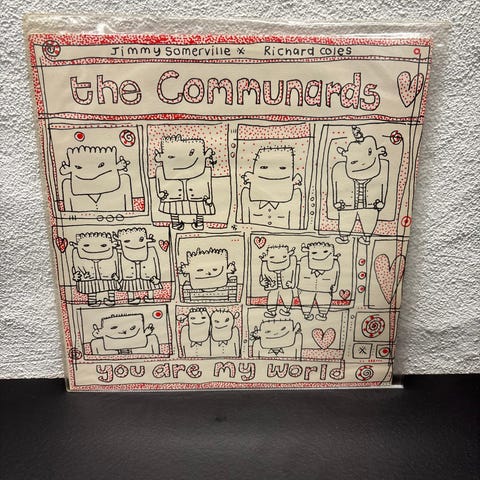 Jimmy Somerville x Richard Coles
the Communards
you are my world
x